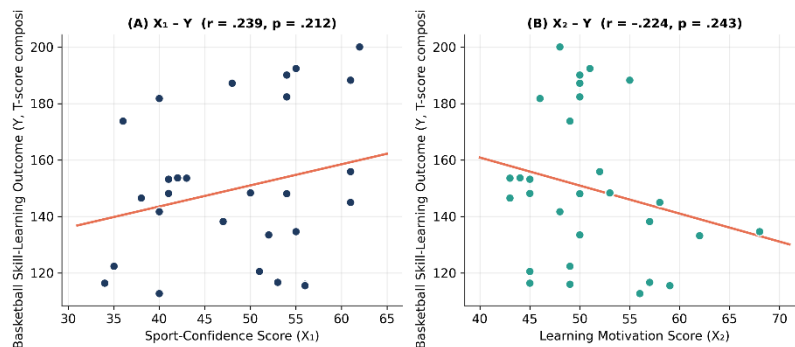 (A) X₁ – Y (r = .239, p = .212)
Basketball Skill-Learning Outcome (Y, T-score composi
200
180
160
140
120
30 35 40 45 50 55 60 65
Sport-Confidence Score (X₁)
(B) X₂ – Y (r = –.224, p = .243)
Basketball Skill-Learning Outcome (Y, T-score composi
200
180
160
140
120
40 45 50 55 60 65 70
Learning Motivation Score (X₂)